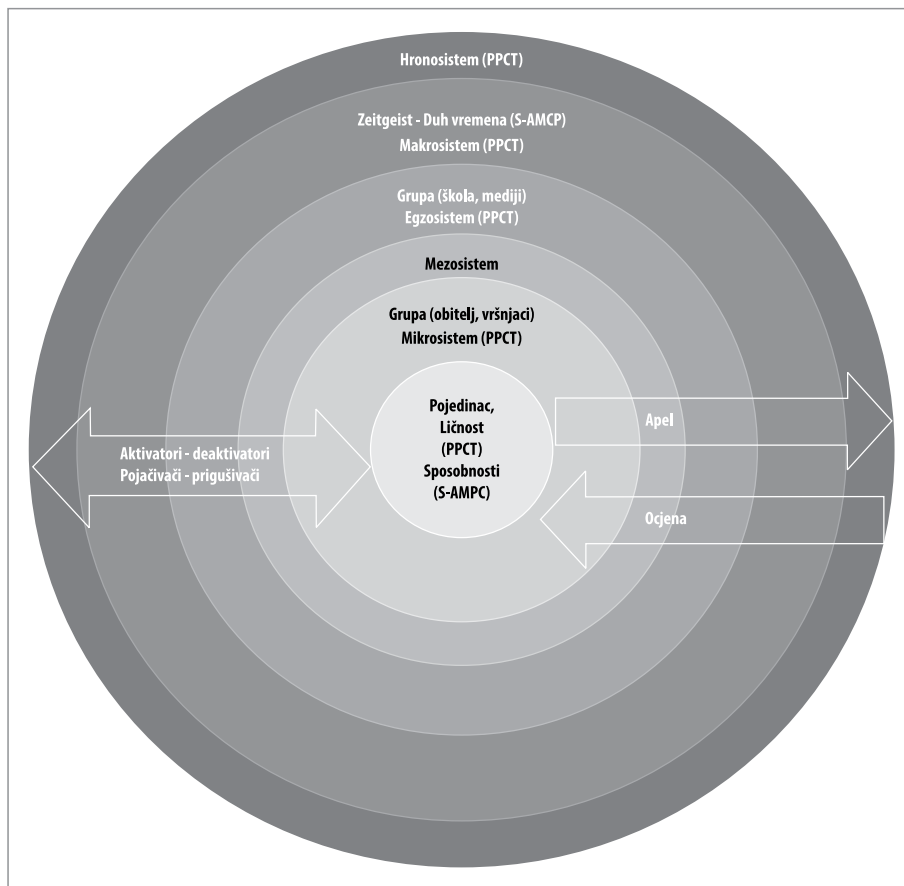 Hronosistem (PPCT)
Zeitgeist - Duh vremena (S-AMCP)
Makrosistem (PPCT)
Grupa (škola, mediji)
Egzosistem (PPCT)
Mezosistem
Grupa (obitelj, vršnjaci)
Mikrosistem (PPCT)
Pojedinac,
Ličnost
(PPCT)
Sposobnosti
(S-AMPC)
Aktivatori - deaktivatori
Pojačivači - prigušivači
Apel
Ocjena